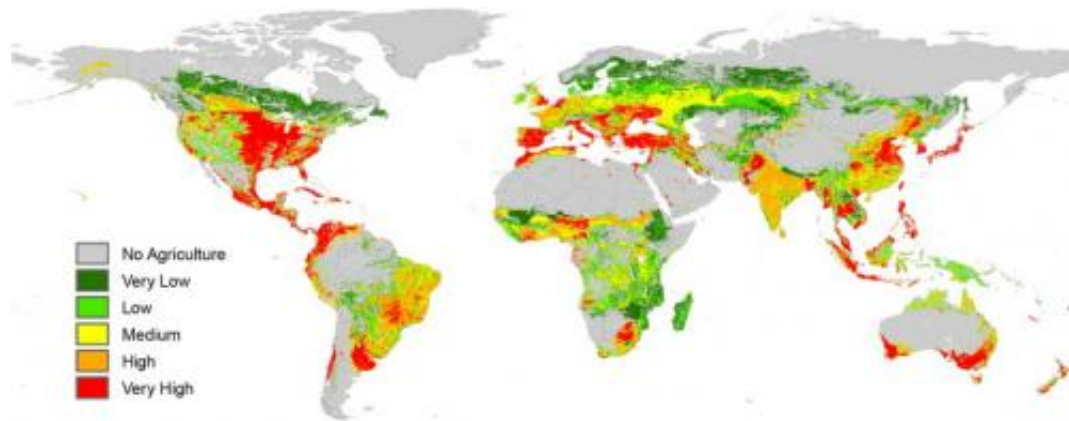 No Agriculture
Very Low
Low
Medium
High
Very High